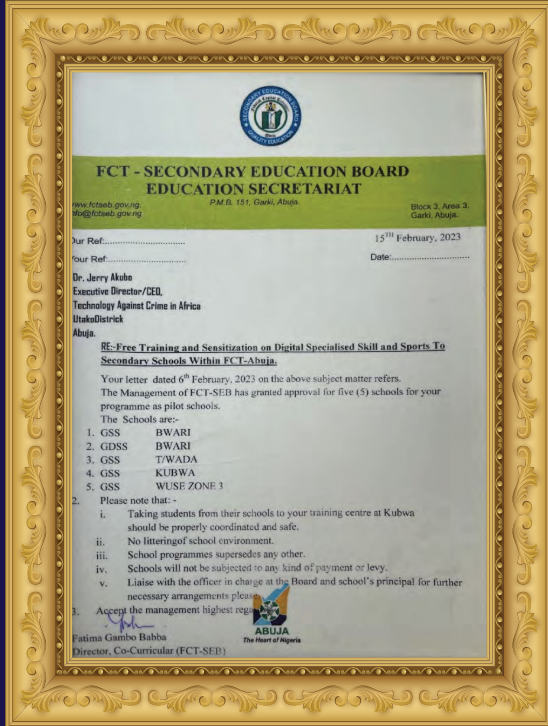 SECONDARY EDUCATION BOARD
QUALITY EDUCATION
FCT - SECONDARY EDUCATION BOARD
EDUCATION SECRETARIAT
www.fctseb.gov.ng.
P.M.B. 151, Garki, Abuja.
Block 3, Area 3.
nfo@fctseb.gov.ng
Garki, Abuja.
Our Ref:
15TH February, 2023
Your Ref:
Date:
Dr. Jerry Akubo
Executive Director/CEO,
Technology Against Crime in Africa
UtakoDistrick
Abuja.
RE:-Free Training and Sensitization on Digital Specialised Skill and Sports To
Secondary Schools Within FCT-Abuja.
Your letter dated 6th February, 2023 on the above subject matter refers.
The Management of FCT-SEB has granted approval for five (5) schools for your
programme as pilot schools.
The Schools are:-
1. GSS BWARI
2. GDSS BWARI
3. GSS T/WADA
4. GSS KUBWA
5. GSS WUSE ZONE 3
2. Please note that: -
i. Taking students from their schools to your training centre at Kubwa
should be properly coordinated and safe.
ii. No litteringof school environment.
iii. School programmes supersedes any other.
iv. Schools will not be subjected to any kind of payment or levy.
v. Liaise with the officer in charge at the Board and school's principal for further
necessary arrangements please.
3. Accept the management highest rega
ABUJA
The Heart of Nigeria
Fatima Gambo Babba
Director, Co-Curricular (FCT-SEB)